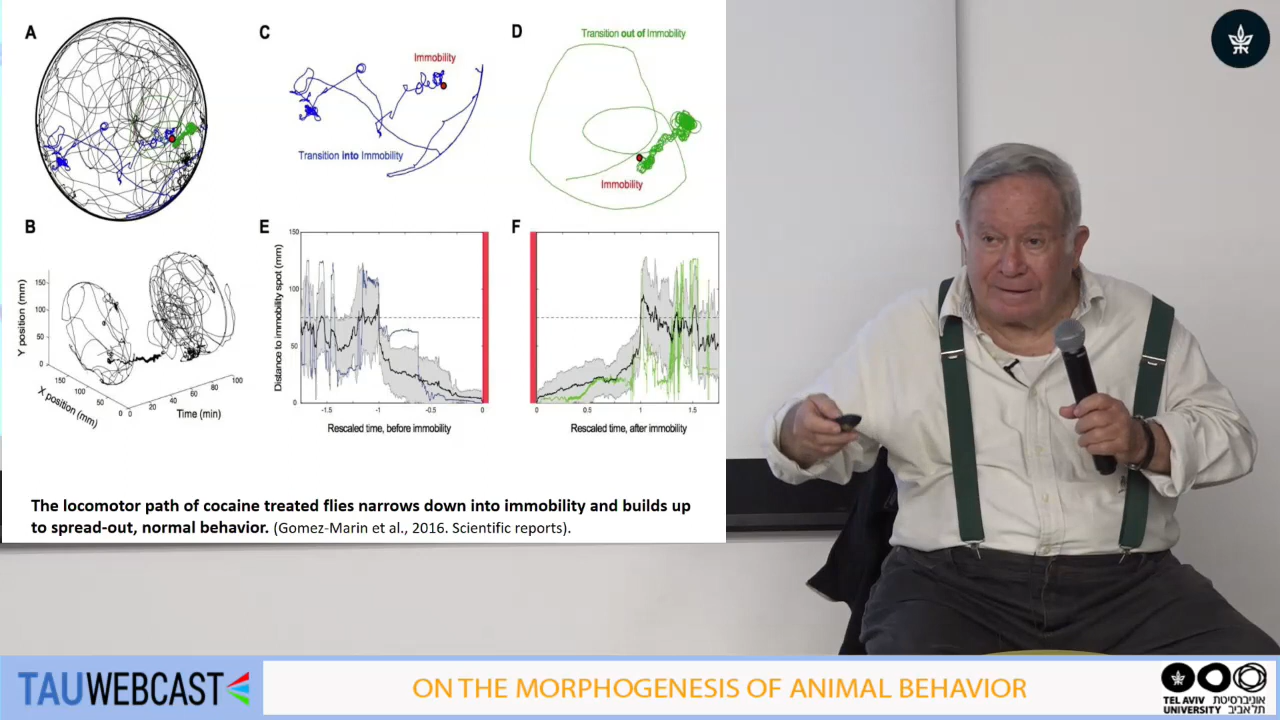 A
B
C
D
E
F
Immobility
Transition into Immobility
Transition out of Immobility
Immobility
Y position (mm)
150
100
50
0
X position (mm)
150
100
50
0
Time (min)
0
20
40
60
80
100
Distance to immobility spot (mm)
150
100
50
0
-1.5
-1
-0.5
0
Rescaled time, before immobility
0
0.5
1
1.5
Rescaled time, after immobility
The locomotor path of cocaine treated flies narrows down into immobility and builds up
to spread-out, normal behavior. (Gomez-Marin et al., 2016. Scientific reports).
TAUWEBCAST
ON THE MORPHOGENESIS OF ANIMAL BEHAVIOR
TEL AVIV אוניברסיטת
UNIVERSITY תל אביב